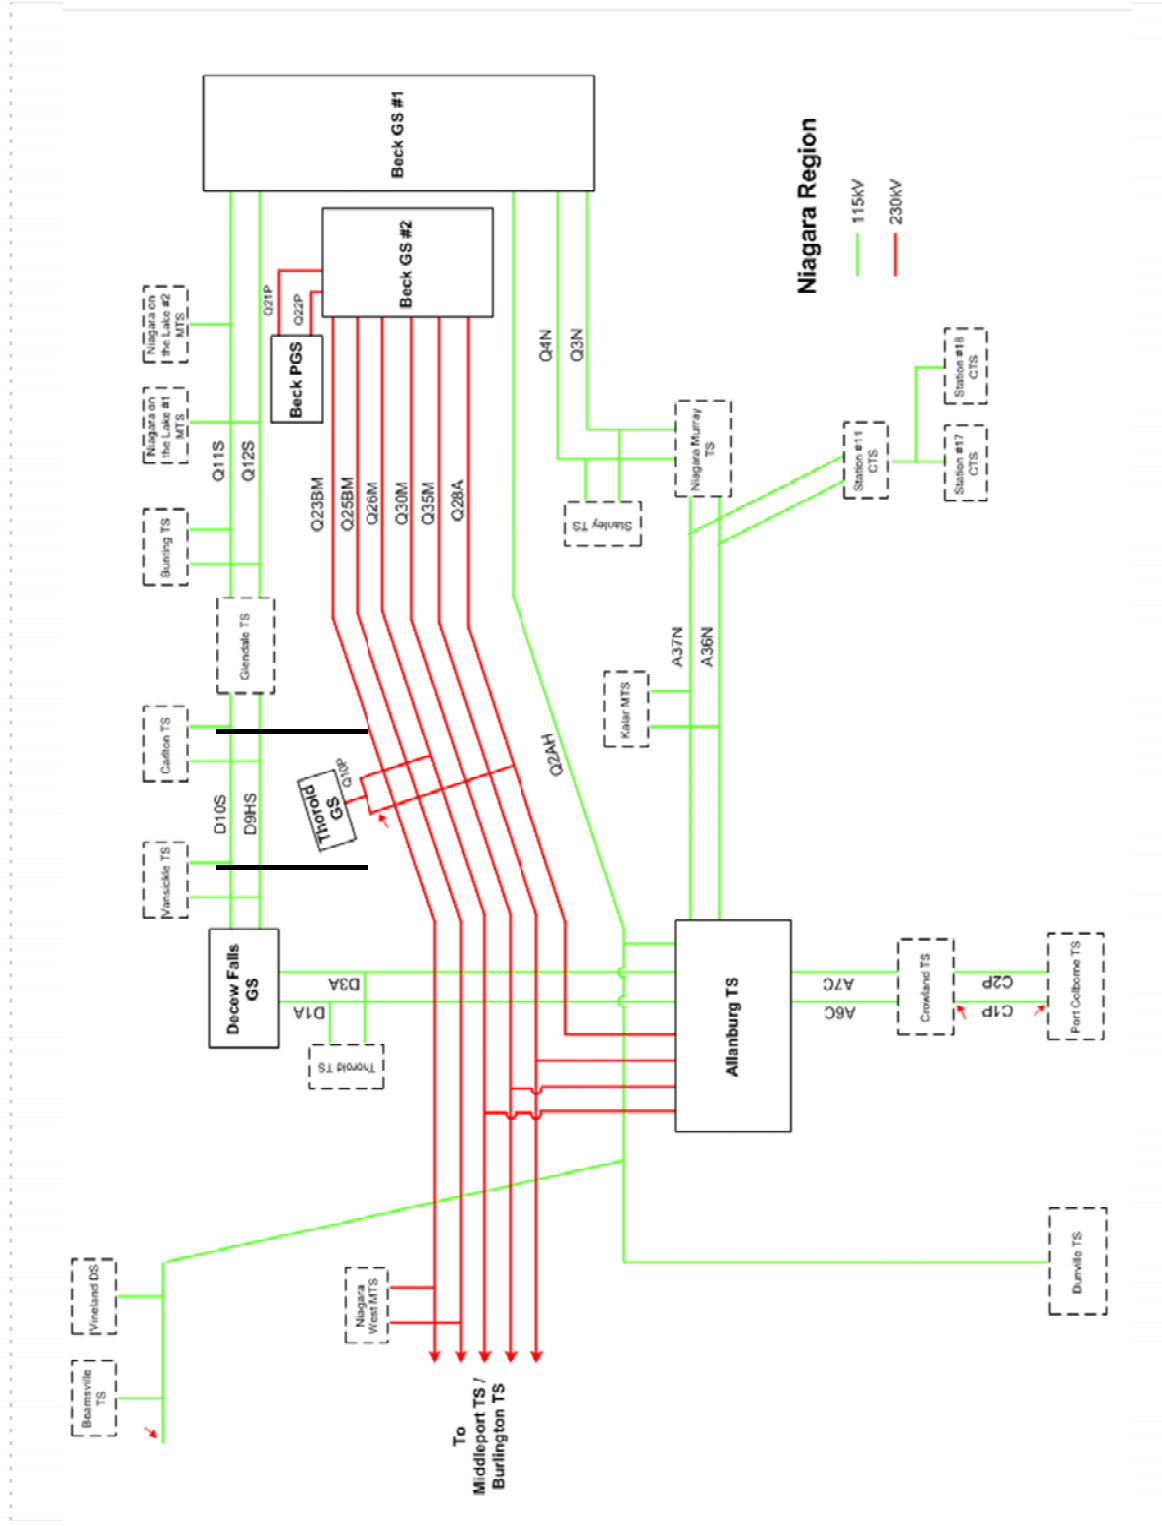 Niagara Region
115kV
230kV
Beck GS #1
Beck GS #2
Beck PGS
Q21P
Q22P
Niagara on
the Lake #2
MTS
Niagara on
the Lake #1
MTS
Q11S
Q12S
Bunting TS
Glendale TS
Carlton TS
D10S
D9HS
Vansickle TS
Decew Falls
GS
Q23BM
Q25BM
Q26M
Q30M
Q35M
Q28A
Q4N
Q3N
Niagara Murray
TS
Stanley TS
Station #11
CTS
Station #18
CTS
Station #17
CTS
A37N
A36N
Kalar MTS
Q2AH
Thorold
GS
Q10P
D3A
D1A
Thorold TS
Allanburg TS
A7C
A6C
Crowland TS
C2P
C1P
Port Colborne TS
Dunville TS
Niagara
West MTS
Vineland DS
Beamsville
TS
To
Middleport TS /
Burlington TS